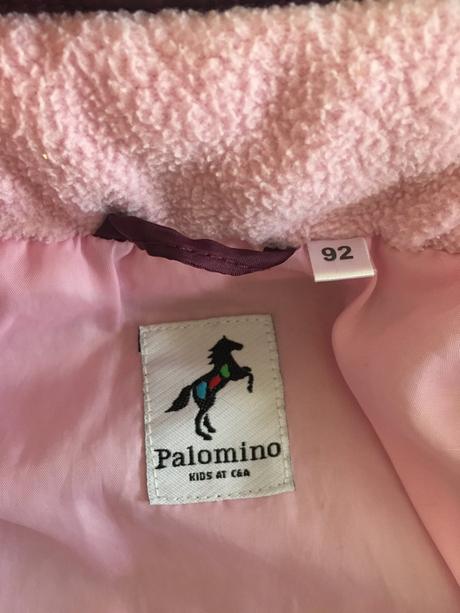 92
Palomino
KIDS AT C&A